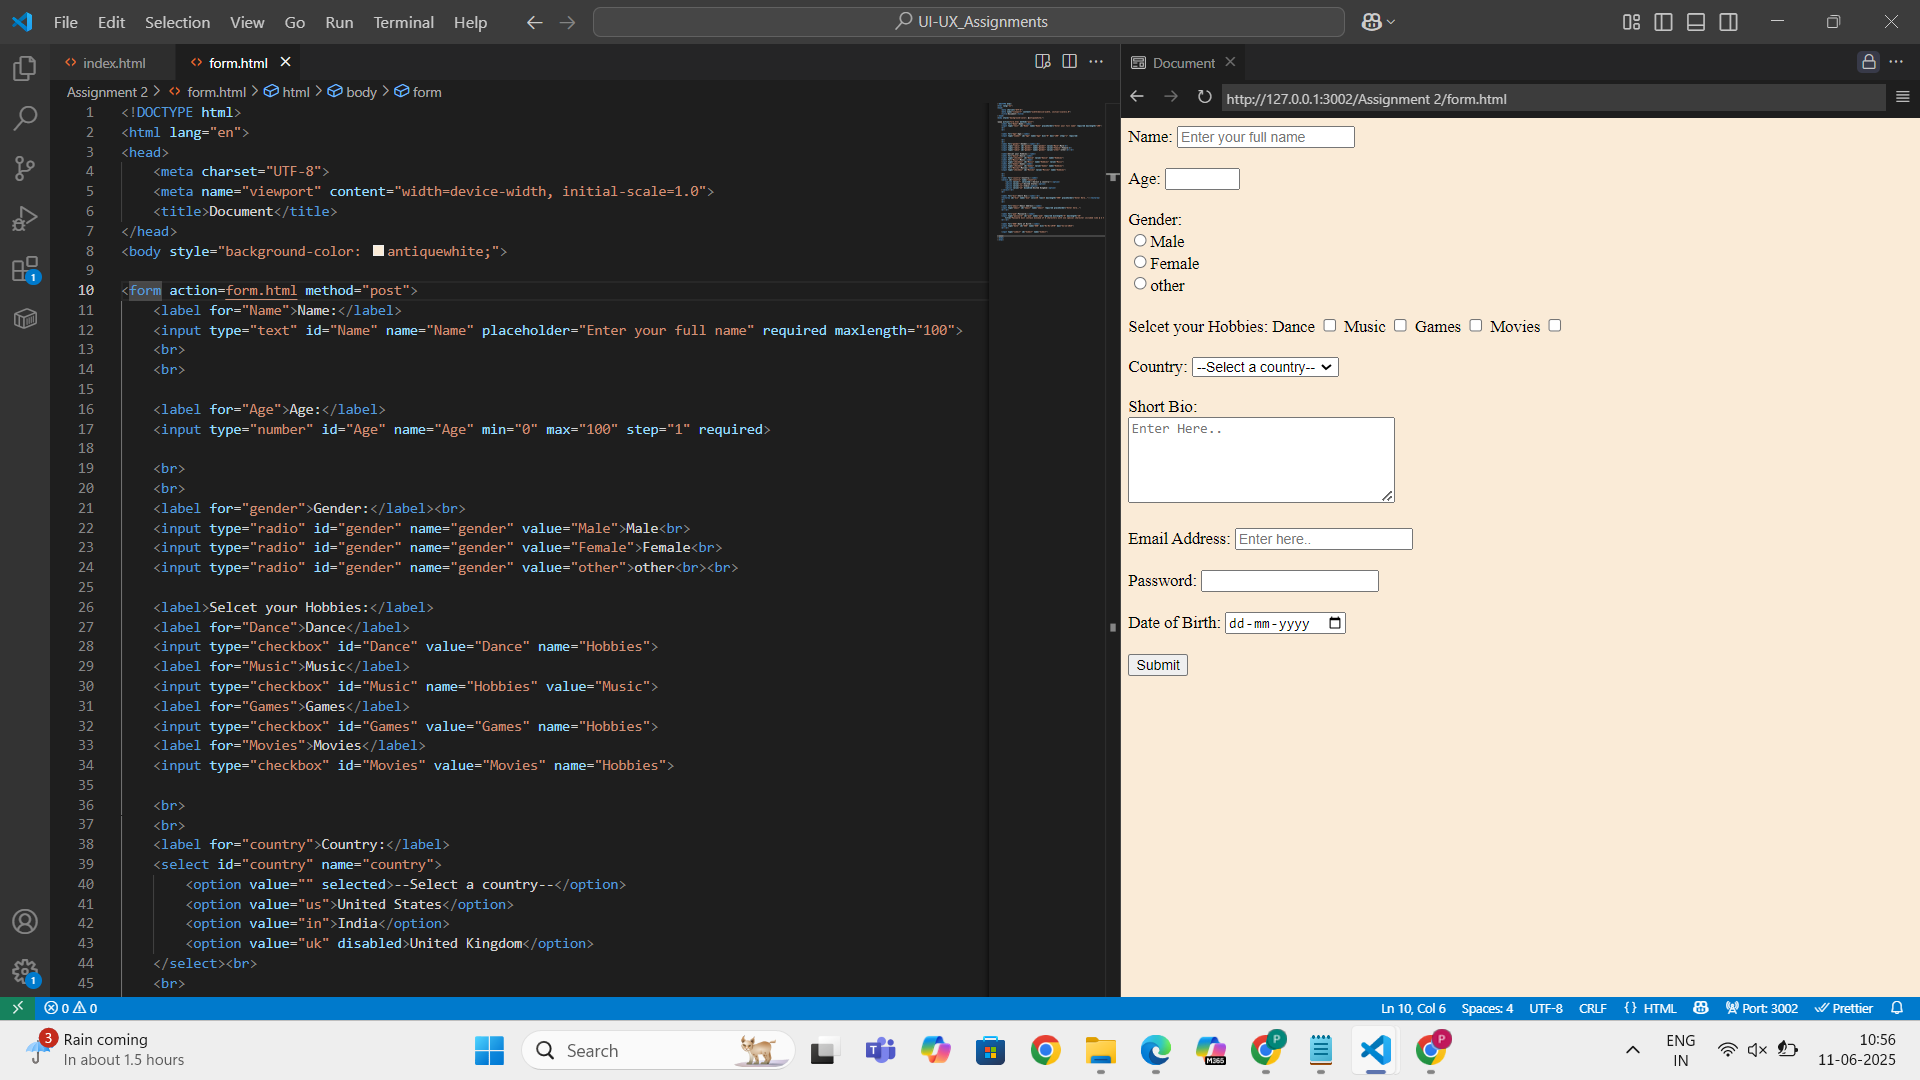 File Edit Selection View Go Run Terminal Help
UI-UX_Assignments
index.html
form.html
Document
Assignment 2 > form.html > html > body > form
http://127.0.0.1:3002/Assignment 2/form.html
1 <!DOCTYPE html>
2 <html lang="en">
3 <head>
4 <meta charset="UTF-8">
5 <meta name="viewport" content="width=device-width, initial-scale=1.0">
6 <title>Document</title>
7 </head>
8 <body style="background-color: antiquewhite;">
9
10 <form action=form.html method="post">
11 <label for="Name">Name:</label>
12 <input type="text" id="Name" name="Name" placeholder="Enter your full name" required maxlength="100">
13 <br>
14 <br>
15
16 <label for="Age">Age:</label>
17 <input type="number" id="Age" name="Age" min="0" max="100" step="1" required>
18
19 <br>
20 <br>
21 <label for="gender">Gender:</label><br>
22 <input type="radio" id="gender" name="gender" value="Male">Male<br>
23 <input type="radio" id="gender" name="gender" value="Female">Female<br>
24 <input type="radio" id="gender" name="gender" value="other">other<br><br>
25
26 <label>Selcet your Hobbies:</label>
27 <label for="Dance">Dance</label>
28 <input type="checkbox" id="Dance" value="Dance" name="Hobbies">
29 <label for="Music">Music</label>
30 <input type="checkbox" id="Music" name="Hobbies" value="Music">
31 <label for="Games">Games</label>
32 <input type="checkbox" id="Games" value="Games" name="Hobbies">
33 <label for="Movies">Movies</label>
34 <input type="checkbox" id="Movies" value="Movies" name="Hobbies">
35
36 <br>
37 <br>
38 <label for="country">Country:</label>
39 <select id="country" name="country">
40 <option value="" selected>--Select a country--</option>
41 <option value="us">United States</option>
42 <option value="in">India</option>
43 <option value="uk" disabled>United Kingdom</option>
44 </select><br>
45 <br>
Name: Enter your full name
Age:
Gender:
Male
Female
other
Selcet your Hobbies: Dance Music Games Movies
Country: --Select a country--
Short Bio:
Enter Here..
Email Address: Enter here..
Password:
Date of Birth: dd-mm-yyyy
Submit
1
1
0 0
Ln 10, Col 6 Spaces: 4 UTF-8 CRLF {} HTML Port: 3002 Prettier
3
Rain coming
In about 1.5 hours
Search
M365
P
P
ENG
IN
10:56
11-06-2025